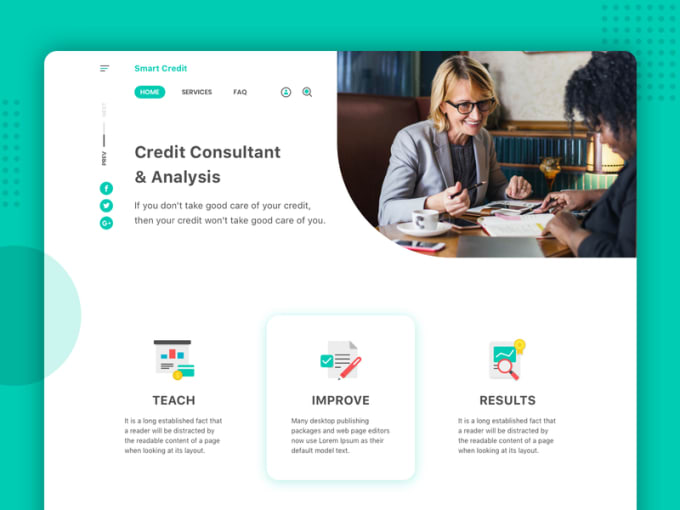 Smart Credit
HOME SERVICES FAQ
NEXT
PREV
Credit Consultant
& Analysis
If you don't take good care of your credit,
then your credit won't take good care of you.
TEACH
It is a long established fact that
a reader will be distracted by
the readable content of a page
when looking at its layout.
IMPROVE
Many desktop publishing
packages and web page editors
now use Lorem Ipsum as their
default model text.
RESULTS
It is a long established fact that
a reader will be distracted by
the readable content of a page
when looking at its layout.